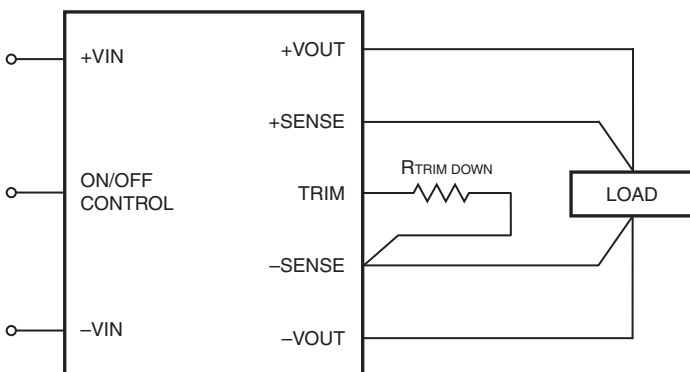 +VIN
ON/OFF
CONTROL
–VIN
+VOUT
+SENSE
TRIM
–SENSE
–VOUT
RTRIM DOWN
LOAD